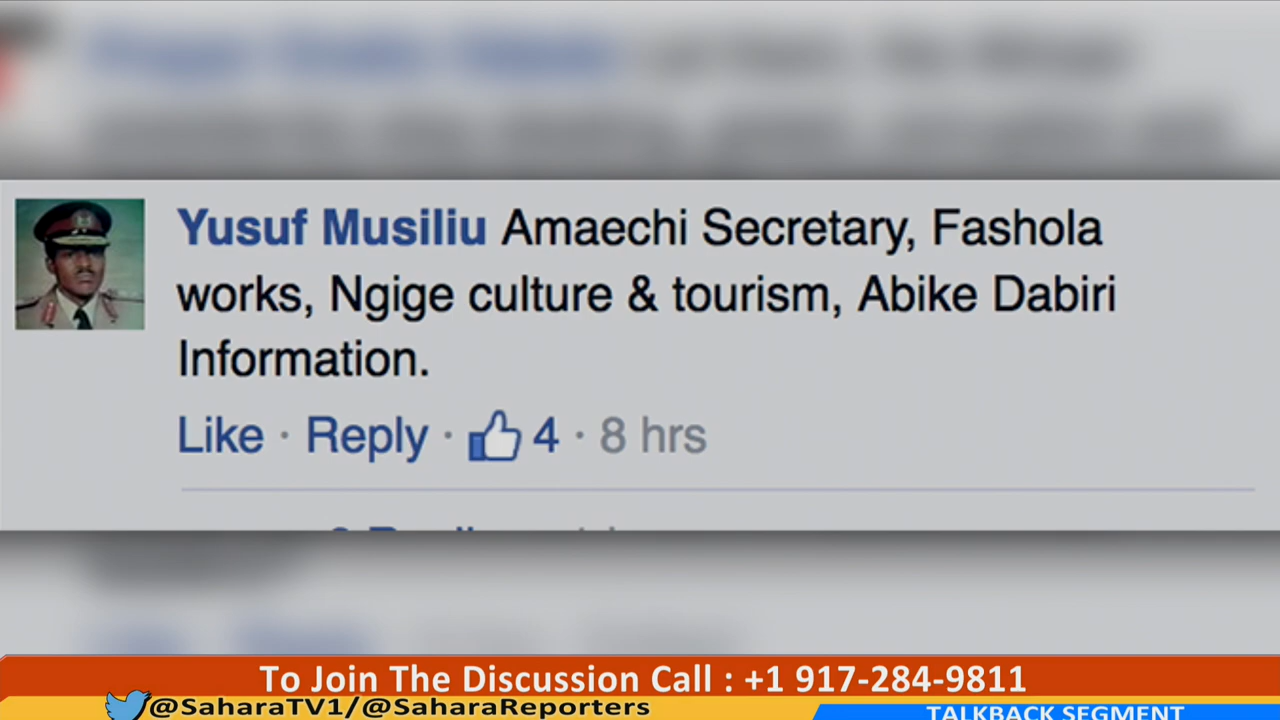 Yusuf Musiliu Amaechi Secretary, Fashola
works, Ngige culture & tourism, Abike Dabiri
Information.
Like · Reply · 4 · 8 hrs
To Join The Discussion Call : +1 917-284-9811
@SaharaTV1/@SaharaReporters
TALKBACK SEGMENT